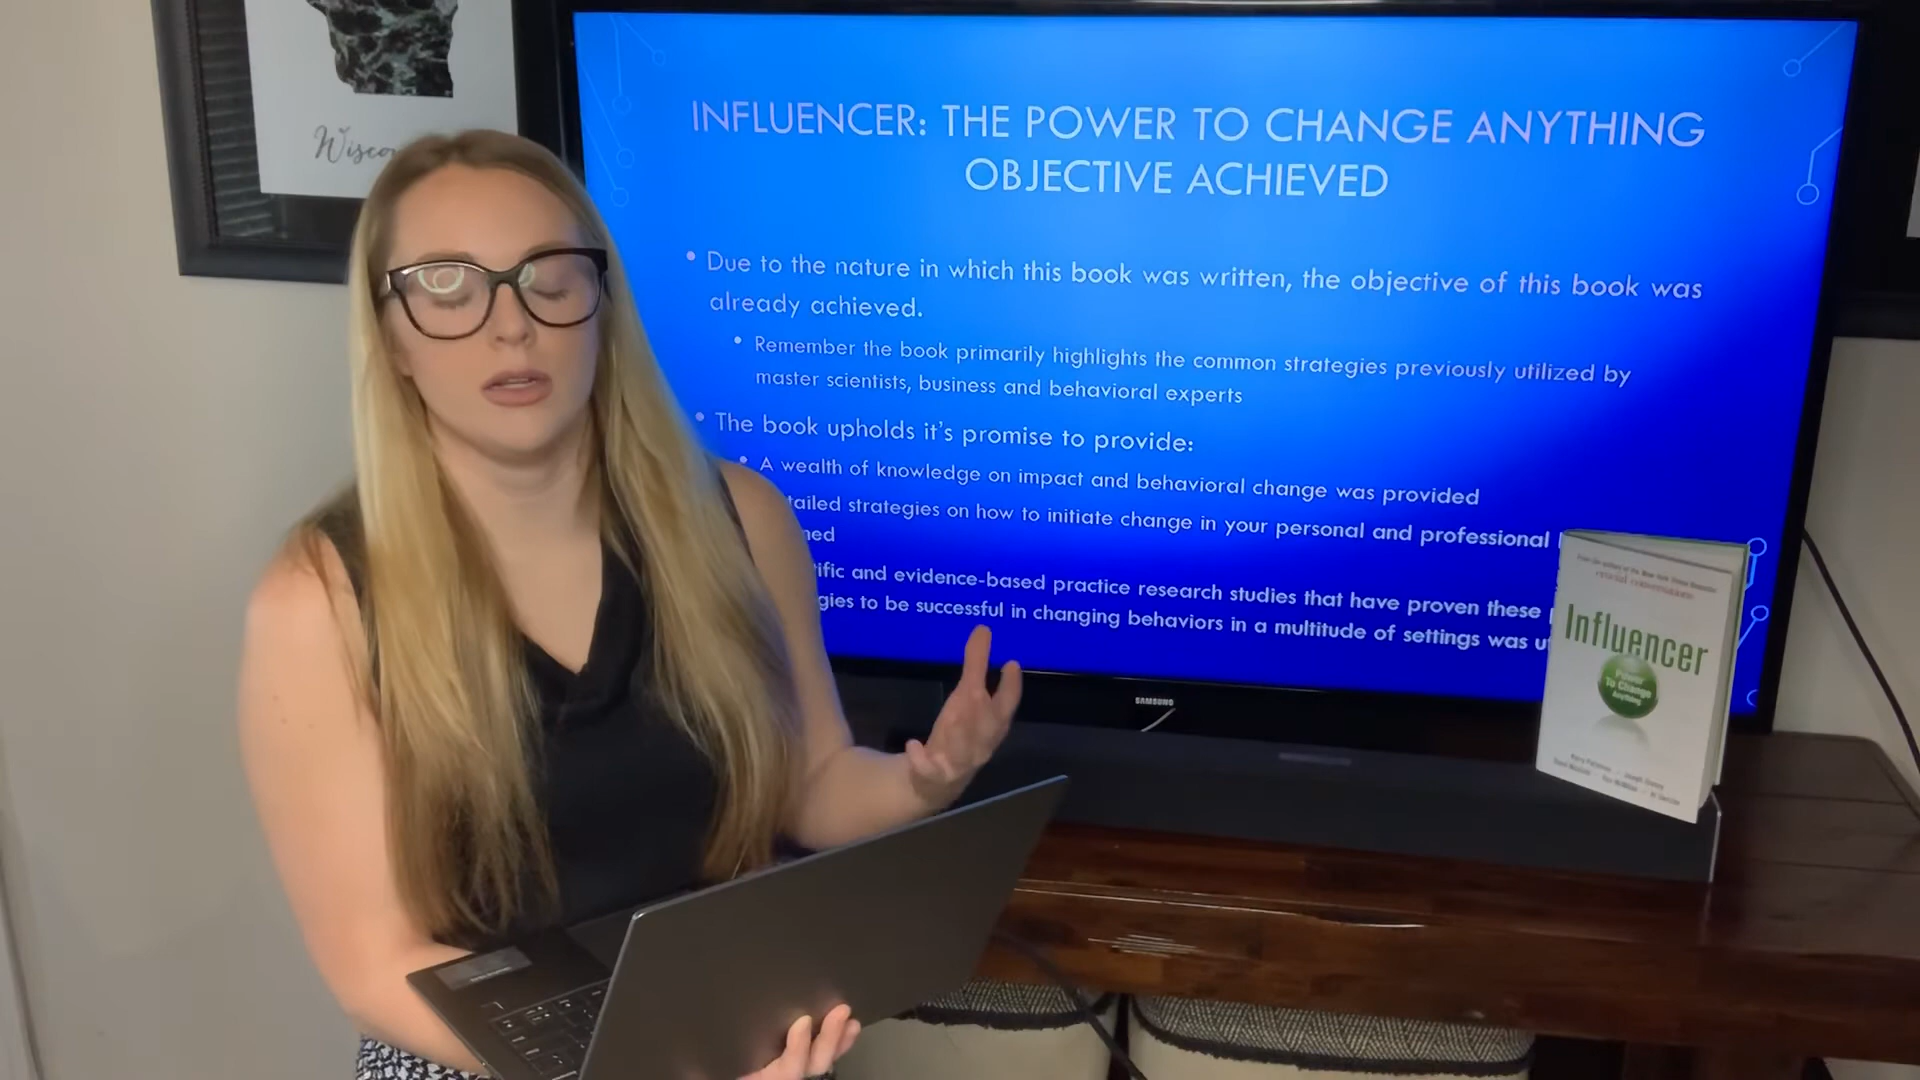 INFLUENCER: THE POWER TO CHANGE ANYTHING
OBJECTIVE ACHIEVED
• Due to the nature in which this book was written, the objective of this book was
already achieved.
• Remember the book primarily highlights the common strategies previously utilized by
master scientists, business and behavioral experts
• The book upholds it's promise to provide:
• A wealth of knowledge on impact and behavioral change was provided
tailed strategies on how to initiate change in your personal and professional
ned
tific and evidence-based practice research studies that have proven these
gies to be successful in changing behaviors in a multitude of settings was
SAMSUNG
Influencer
Power
To Change
Anything